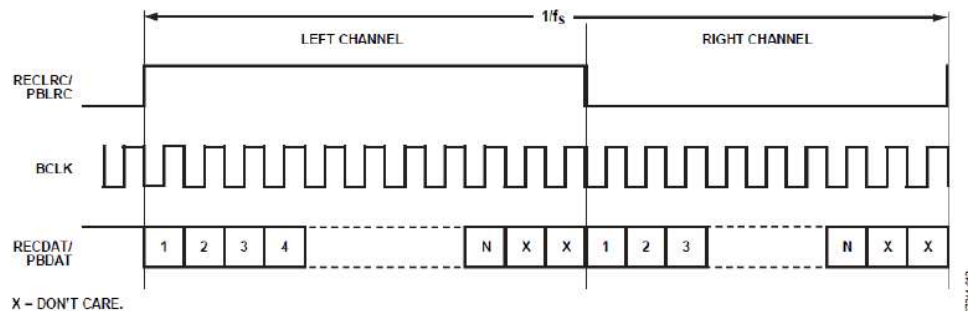 1/fS
LEFT CHANNEL RIGHT CHANNEL
RECLRC/
PBLRC
BCLK
RECDAT/
PBDAT
1 2 3 4 N X X 1 2 3 N X X
X – DON'T CARE.